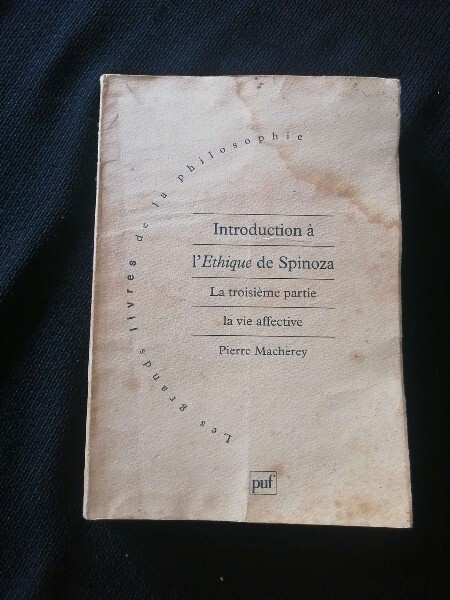 Les grands livres de la philosophie
Introduction à
l'Ethique de Spinoza
La troisième partie
la vie affective
Pierre Macherey
puf